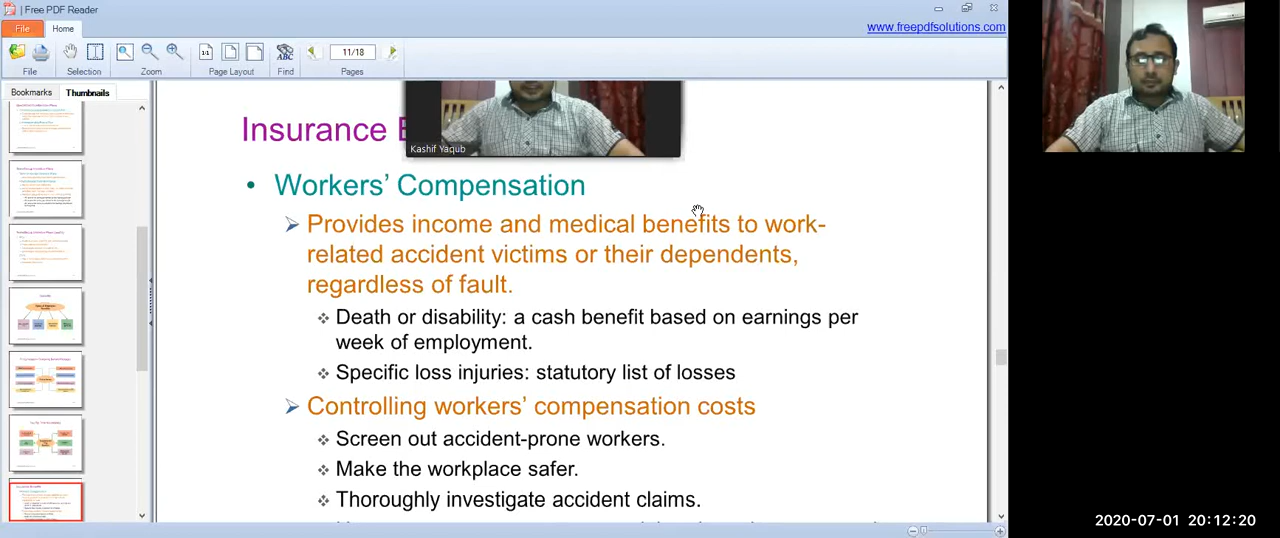 Free PDF Reader
File
Home
www.freepdfsolutions.com
1:1
ABC
11/18
File
Selection
Zoom
Page Layout
Find
Pages
Bookmarks
Thumbnails
Insurance
Kashif Yaqub
• Workers’ Compensation
Provides income and medical benefits to work-
related accident victims or their dependents,
regardless of fault.
Death or disability: a cash benefit based on earnings per
week of employment.
Specific loss injuries: statutory list of losses
Controlling workers’ compensation costs
Screen out accident-prone workers.
Make the workplace safer.
Thoroughly investigate accident claims.
2020-07-01 20:12:20